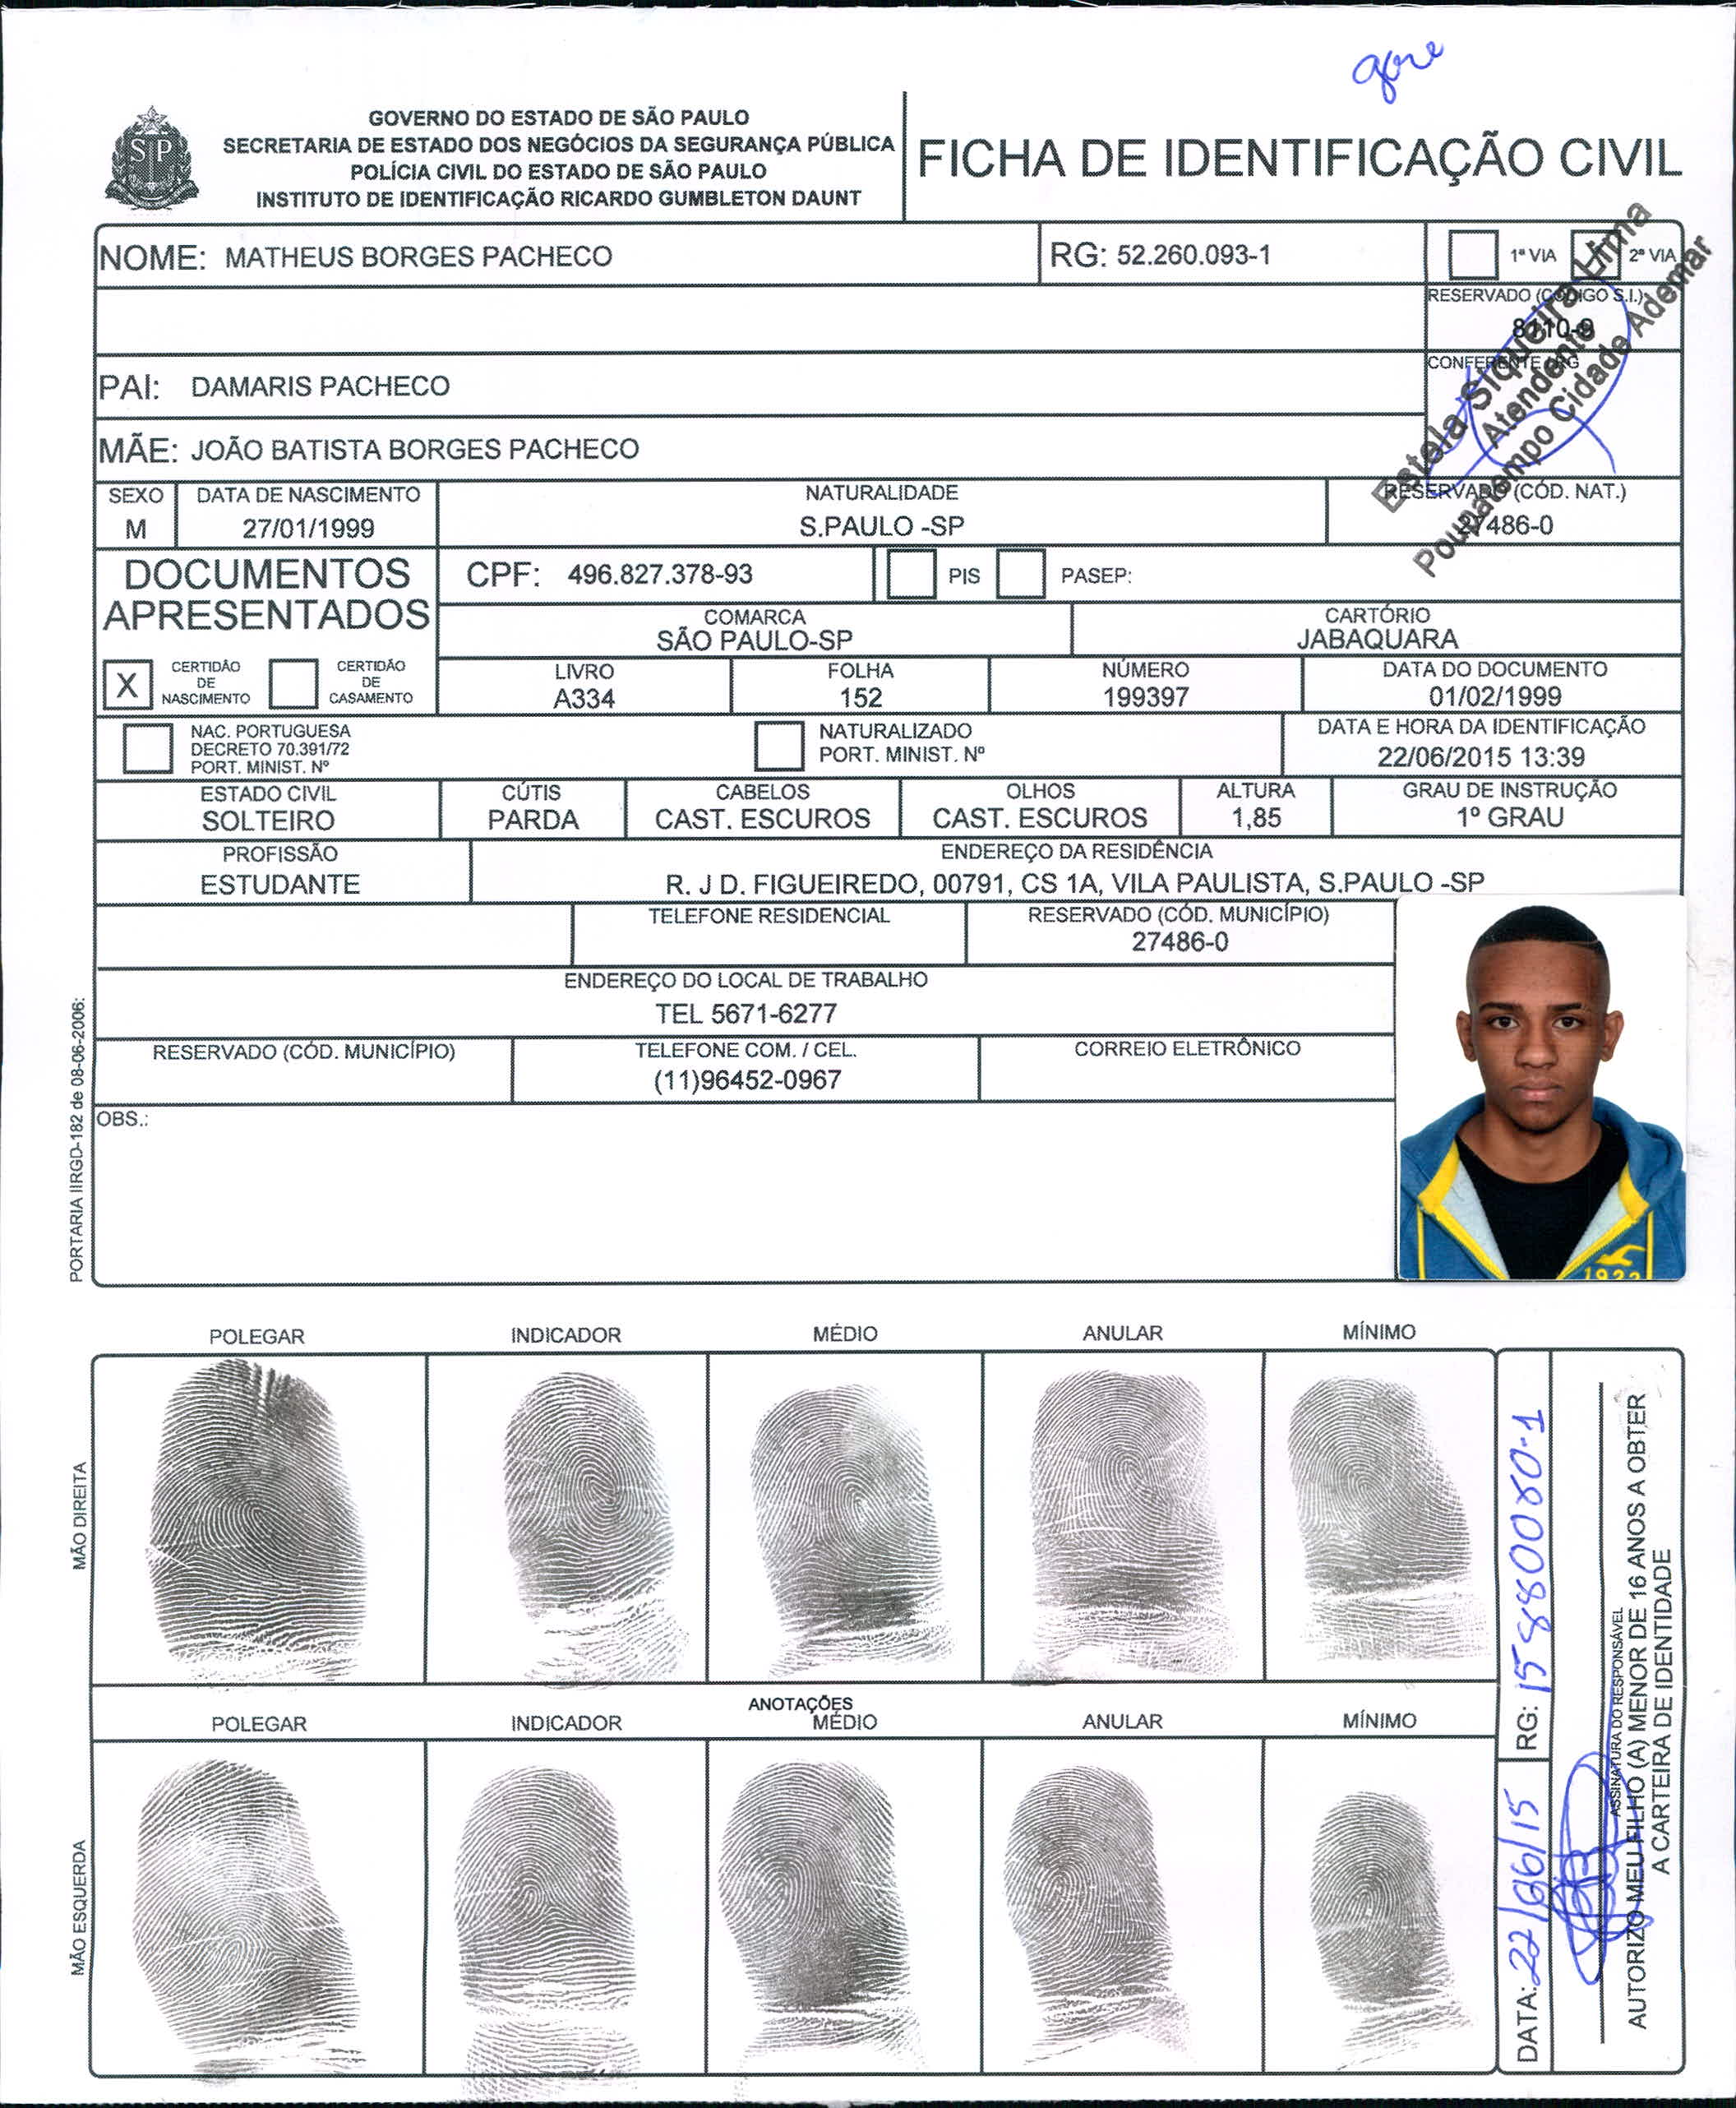 gore
GOVERNO DO ESTADO DE SÃO PAULO
SECRETARIA DE ESTADO DOS NEGÓCIOS DA SEGURANÇA PÚBLICA
POLÍCIA CIVIL DO ESTADO DE SÃO PAULO
INSTITUTO DE IDENTIFICAÇÃO RICARDO GUMBLETON DAUNT
SP
FICHA DE IDENTIFICAÇÃO CIVIL
NOME: MATHEUS BORGES PACHECO
RG: 52.260.093-1
1ª VIA
2ª VIA
RESERVADO (CÓDIGO S.I.)
8110-9
CONFERENTE / RG
Estela Siqueira Lima
Atendente
Poupatempo Cidade Ademar
PAI: DAMARIS PACHECO
MÃE: JOÃO BATISTA BORGES PACHECO
SEXO
M
DATA DE NASCIMENTO
27/01/1999
NATURALIDADE
S.PAULO -SP
RESERVADO (CÓD. NAT.)
27486-0
DOCUMENTOS
APRESENTADOS
CPF: 496.827.378-93
PIS
PASEP:
COMARCA
SÃO PAULO-SP
CARTÓRIO
JABAQUARA
X
CERTIDÃO
DE
NASCIMENTO
CERTIDÃO
DE
CASAMENTO
LIVRO
A334
FOLHA
152
NÚMERO
199397
DATA DO DOCUMENTO
01/02/1999
NAC. PORTUGUESA
DECRETO 70.391/72
PORT. MINIST. Nº
NATURALIZADO
PORT. MINIST. Nº
DATA E HORA DA IDENTIFICAÇÃO
22/06/2015 13:39
ESTADO CIVIL
SOLTEIRO
CÚTIS
PARDA
CABELOS
CAST. ESCUROS
OLHOS
CAST. ESCUROS
ALTURA
1,85
GRAU DE INSTRUÇÃO
1º GRAU
PROFISSÃO
ESTUDANTE
ENDEREÇO DA RESIDÊNCIA
R. J D. FIGUEIREDO, 00791, CS 1A, VILA PAULISTA, S.PAULO -SP
TELEFONE RESIDENCIAL
RESERVADO (CÓD. MUNICÍPIO)
27486-0
ENDEREÇO DO LOCAL DE TRABALHO
TEL 5671-6277
RESERVADO (CÓD. MUNICÍPIO)
TELEFONE COM. / CEL.
(11)96452-0967
CORREIO ELETRÔNICO
OBS.:
1922
PORTARIA IIRGD-182 de 08-06-2006:
POLEGAR
INDICADOR
MÉDIO
ANULAR
MÍNIMO
MÃO DIREITA
ANOTAÇÕES
POLEGAR
INDICADOR
MÉDIO
ANULAR
MÍNIMO
MÃO ESQUERDA
DATA: 22/06/15
RG: 15880080-1
ASSINATURA DO RESPONSÁVEL
AUTORIZO MEU FILHO (A) MENOR DE 16 ANOS A OBTER
A CARTEIRA DE IDENTIDADE